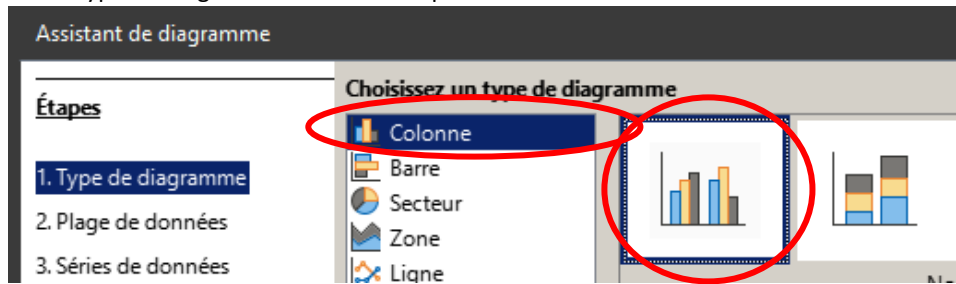 Assistant de diagramme
Étapes
1. Type de diagramme
2. Plage de données
3. Séries de données
Choisissez un type de diagramme
Colonne
Barre
Secteur
Zone
Ligne